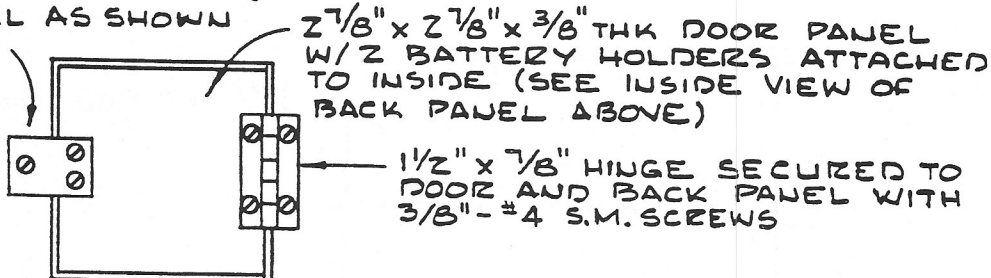 L AS SHOWN
2 7/8" x 2 7/8" x 3/8" THK DOOR PANEL
W/2 BATTERY HOLDERS ATTACHED
TO INSIDE (SEE INSIDE VIEW OF
BACK PANEL ABOVE)
1 1/2" x 7/8" HINGE SECURED TO
DOOR AND BACK PANEL WITH
3/8" - #4 S.M. SCREWS